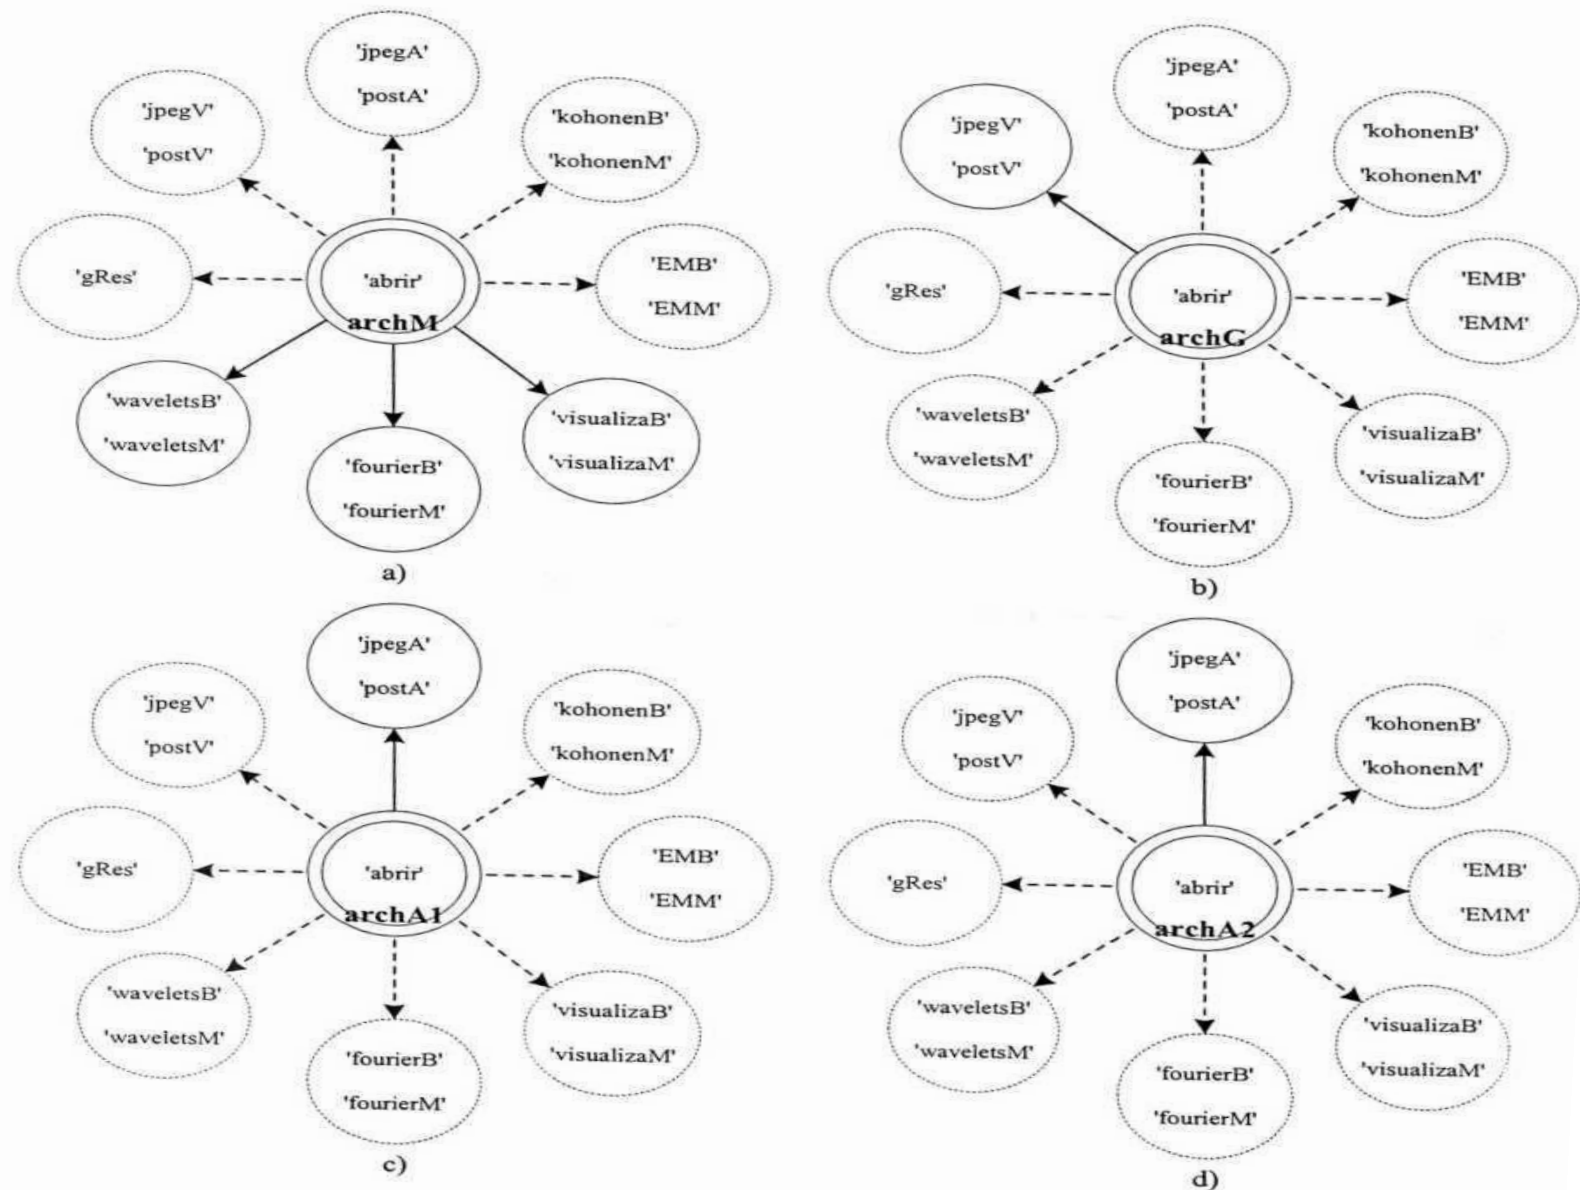 'jpegA'
'postA'
'jpegV'
'postV'
'kohonenB'
'kohonenM'
'gRes'
'abrir'
archM
'EMB'
'EMM'
'waveletsB'
'waveletsM'
'fourierB'
'fourierM'
'visualizaB'
'visualizaM'
a)
'jpegA'
'postA'
'jpegV'
'postV'
'kohonenB'
'kohonenM'
'gRes'
'abrir'
archG
'EMB'
'EMM'
'waveletsB'
'waveletsM'
'fourierB'
'fourierM'
'visualizaB'
'visualizaM'
b)
'jpegA'
'postA'
'jpegV'
'postV'
'kohonenB'
'kohonenM'
'gRes'
'abrir'
archA1
'EMB'
'EMM'
'waveletsB'
'waveletsM'
'fourierB'
'fourierM'
'visualizaB'
'visualizaM'
c)
'jpegA'
'postA'
'jpegV'
'postV'
'kohonenB'
'kohonenM'
'gRes'
'abrir'
archA2
'EMB'
'EMM'
'waveletsB'
'waveletsM'
'fourierB'
'fourierM'
'visualizaB'
'visualizaM'
d)